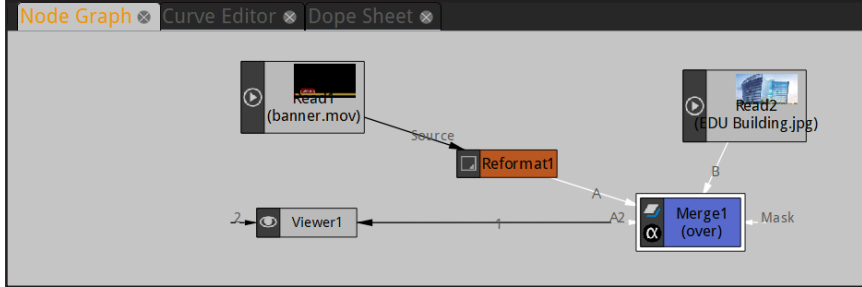 Node Graph Curve Editor Dope Sheet
Read1
(banner.mov)
Read2
(EDU Building.jpg)
Source
Reformat1
B
A
2 Viewer1 1 A2
Merge1
(over)
Mask
α